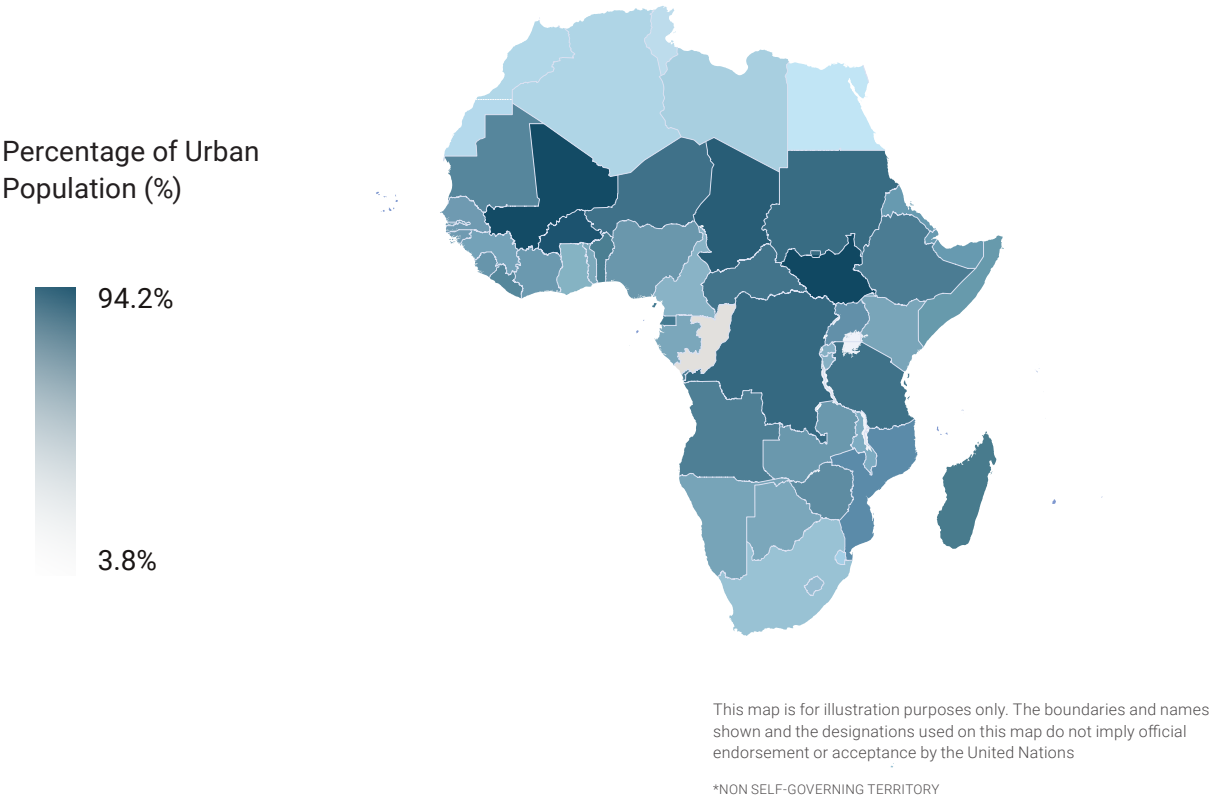 Percentage of Urban
Population (%)
94.2%
3.8%
This map is for illustration purposes only. The boundaries and names
shown and the designations used on this map do not imply official
endorsement or acceptance by the United Nations
*NON SELF-GOVERNING TERRITORY